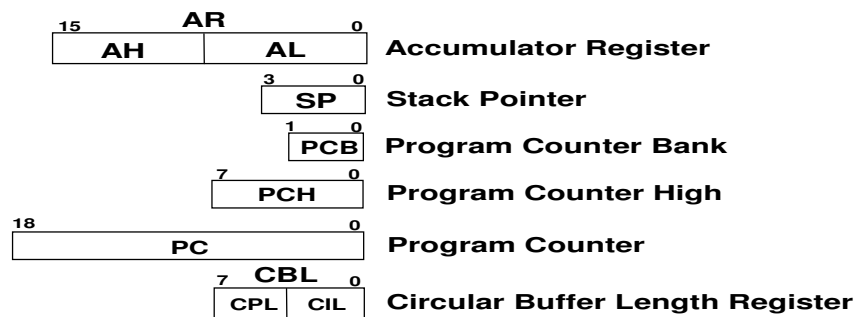 AR
15 0
AH AL Accumulator Register
3 0
SP Stack Pointer
1 0
PCB Program Counter Bank
7 0
PCH Program Counter High
18 0
PC Program Counter
7 CBL 0
CPL CIL Circular Buffer Length Register